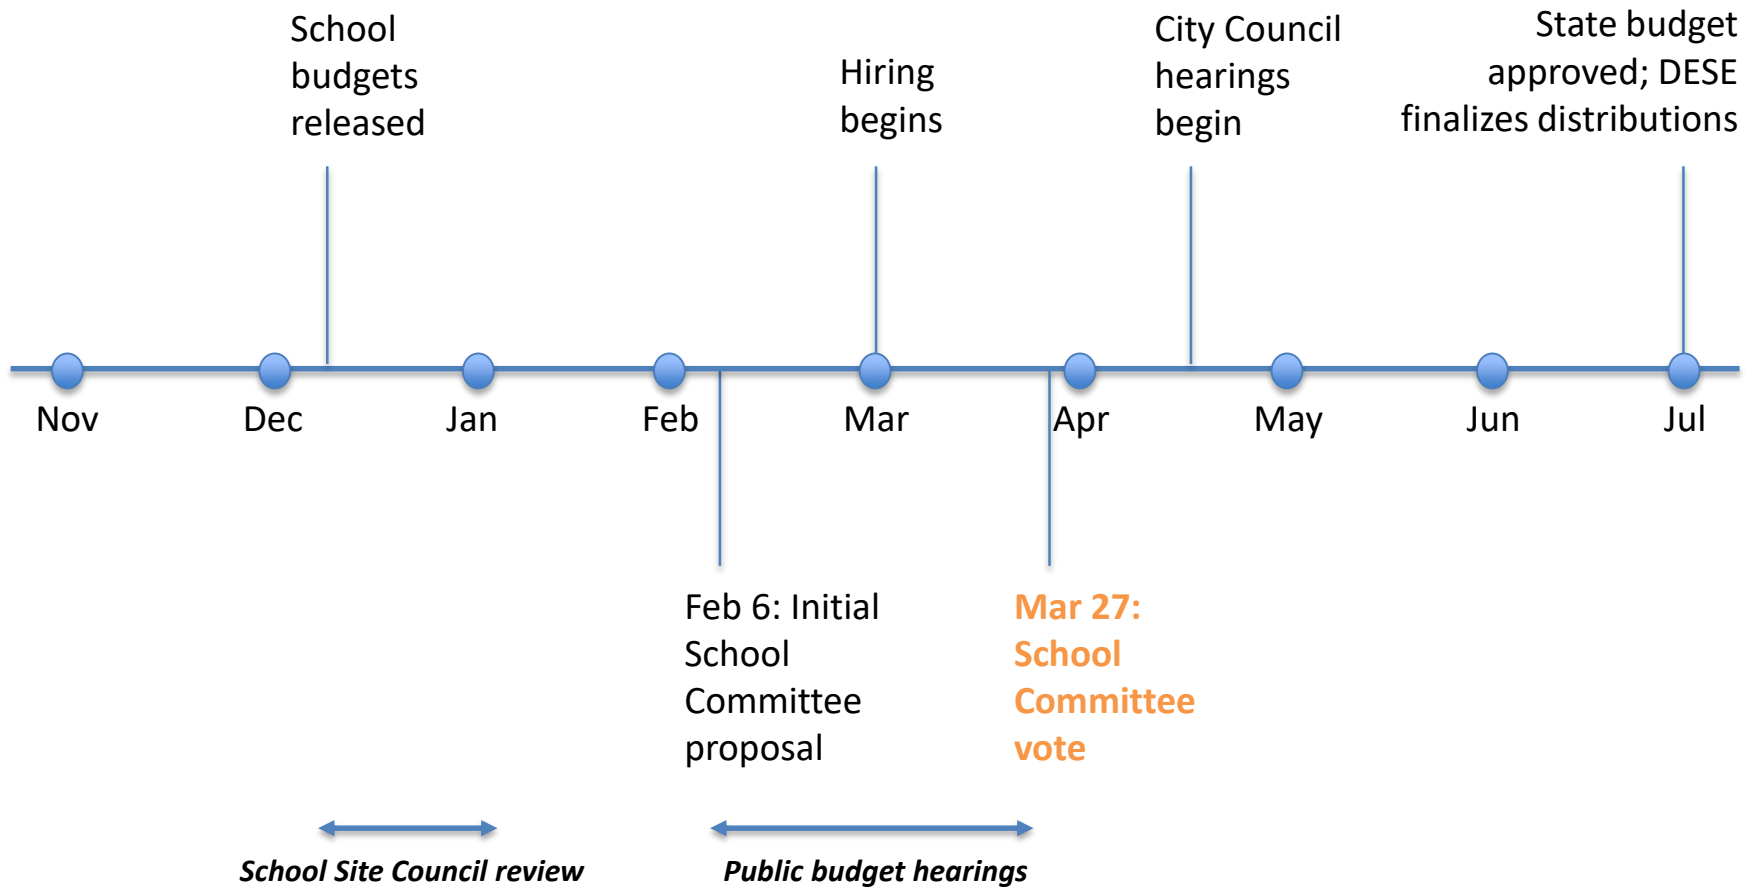 School
budgets
released
Hiring
begins
City Council
hearings
begin
State budget
approved; DESE
finalizes distributions
Nov
Dec
Jan
Feb
Mar
Apr
May
Jun
Jul
Feb 6: Initial
School
Committee
proposal
Mar 27:
School
Committee
vote
School Site Council review
Public budget hearings